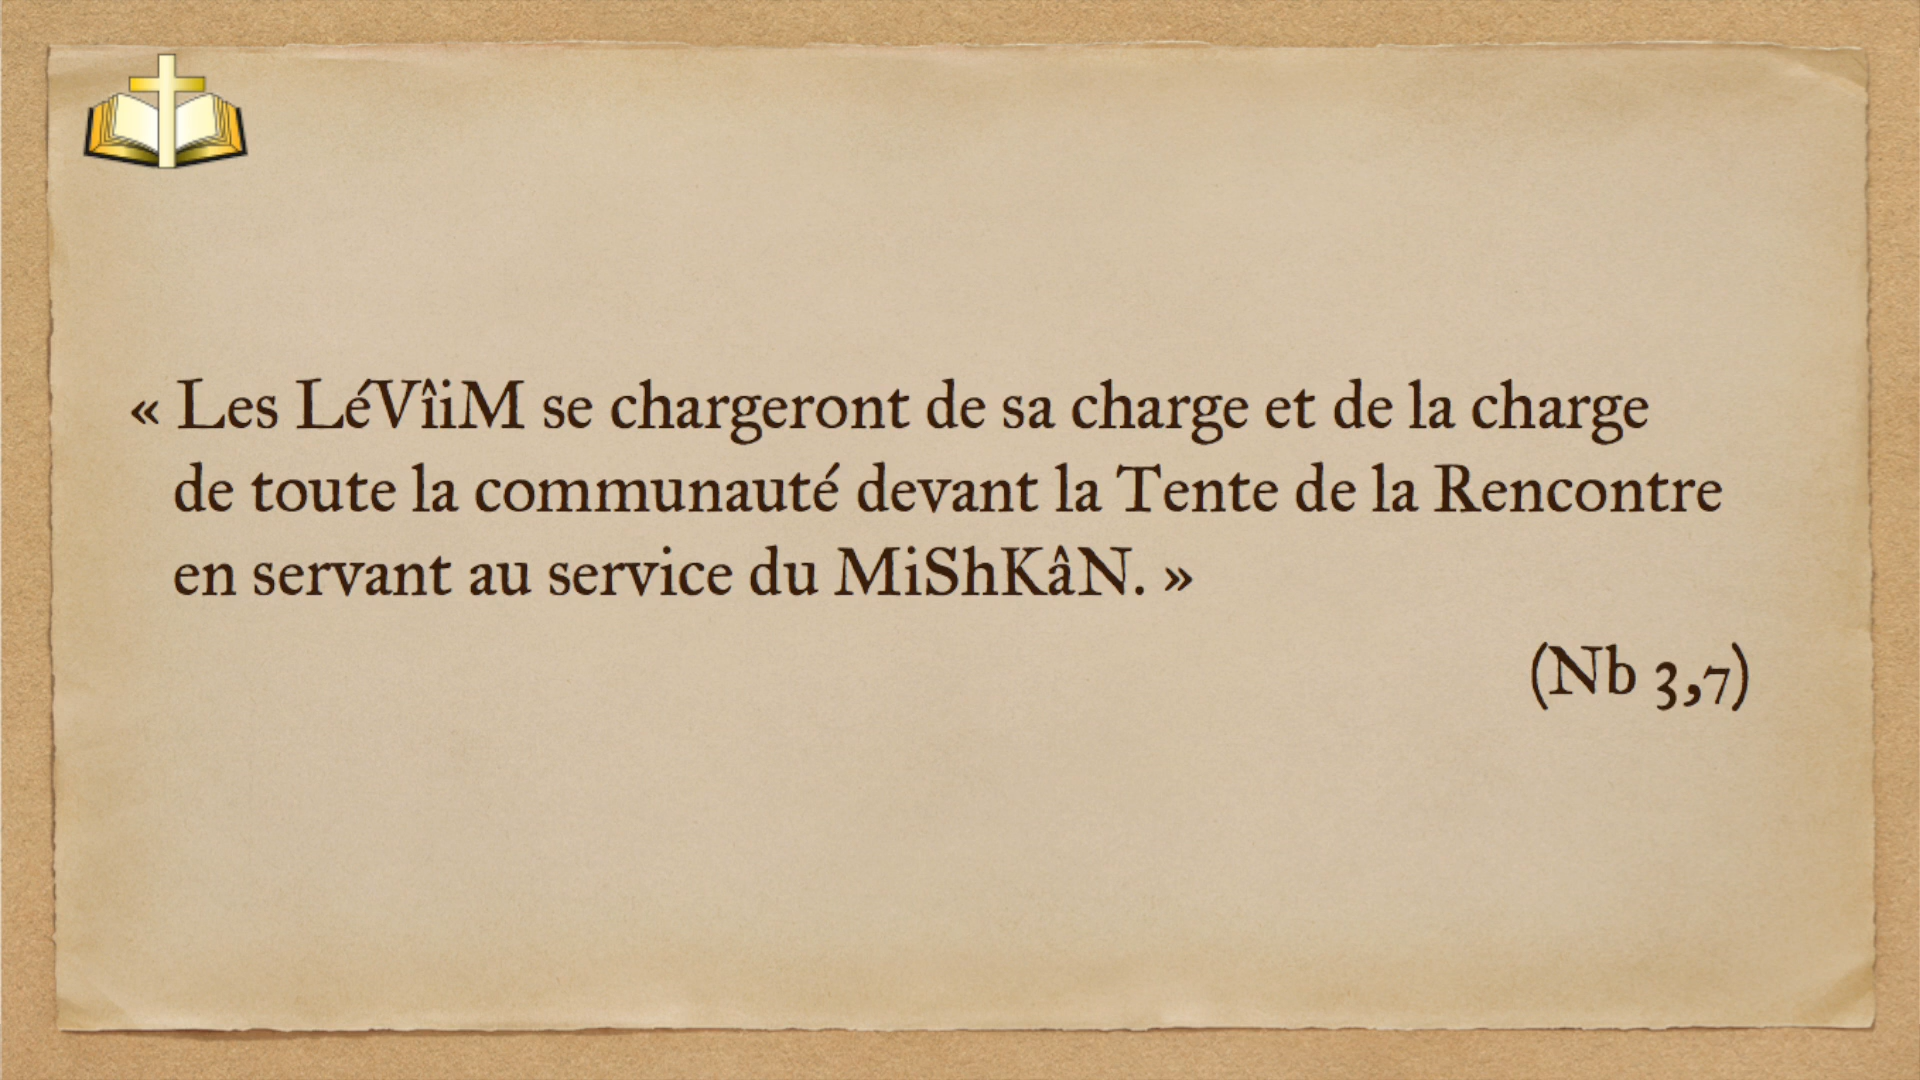 « Les LéVîiM se chargeront de sa charge et de la charge
de toute la communauté devant la Tente de la Rencontre
en servant au service du MiShKâN. »
(Nb 3,7)